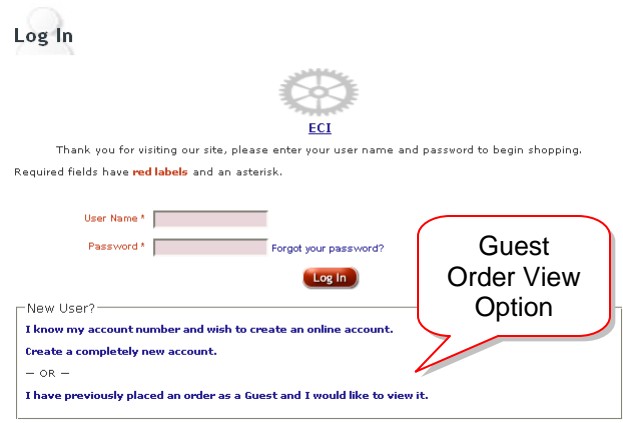 Log In
ECI
Thank you for visiting our site, please enter your user name and password to begin shopping.
Required fields have red labels and an asterisk.
User Name *
Password *
Forgot your password?
Log In
Guest
Order View
Option
New User?
I know my account number and wish to create an online account.
Create a completely new account.
— OR —
I have previously placed an order as a Guest and I would like to view it.